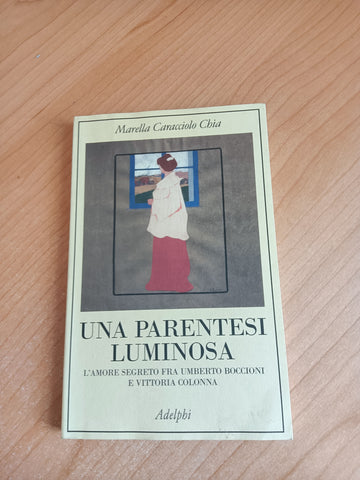 Marella Caracciolo Chia
UNA PARENTESI
LUMINOSA
L'AMORE SEGRETO FRA UMBERTO BOCCIONI
E VITTORIA COLONNA
Adelphi